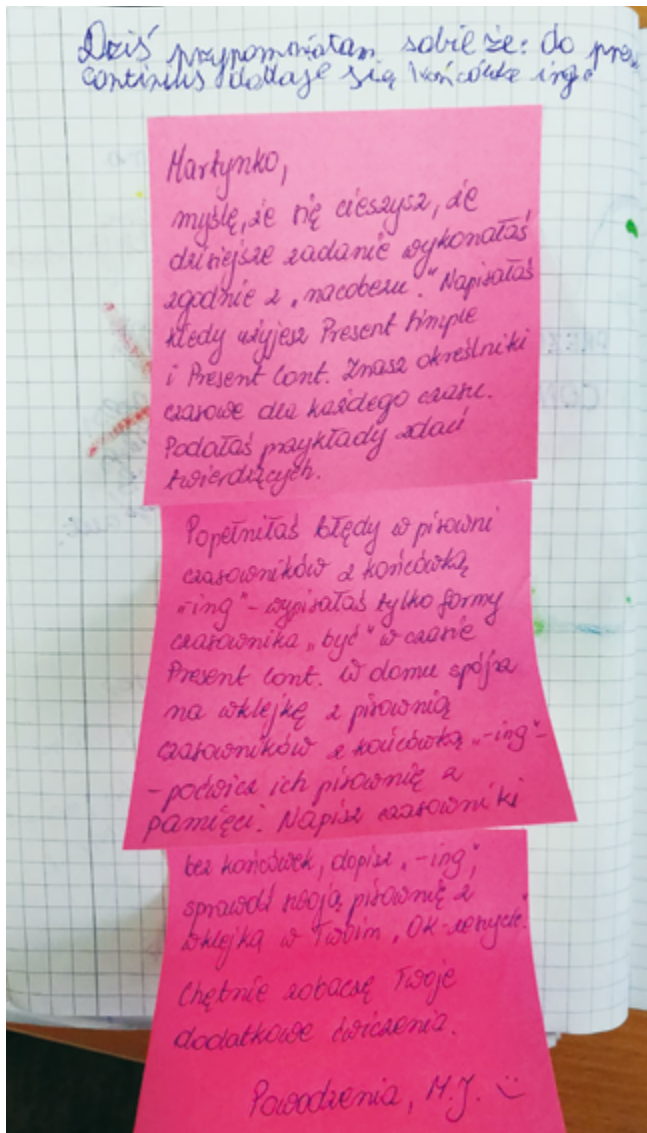 Dziś przypomniałam sobie że: do pre
continius dodaje się końcówkę ing.
Martynko,
myślę, że się cieszysz, że
dzisiejsze zadanie wykonałaś
zgodnie z „nacobezu." Napisałaś
kiedy użyjesz Present Simple
i Present Cont. Znasz określniki
czasowe dla każdego czasu.
Podałaś przykłady zdań
twierdzących.
Popełniłaś błędy w pisowni
czasowników z końcówką
"-ing" - wypisałaś tylko formy
czasownika „być" w czasie
Present Cont. W domu spójrz
na wklejkę z pisownią
czasowników z końcówką „-ing"-
- poćwicz ich pisownię z
pamięci. Napisz czasowniki
bez końcówek, dopisz „-ing",
sprawdź swoją pisownię z
wklejką w Twoim „OK-zeszycie."
Chętnie zobaczę Twoje
dodatkowe ćwiczenia.
Powodzenia, M.J. :)